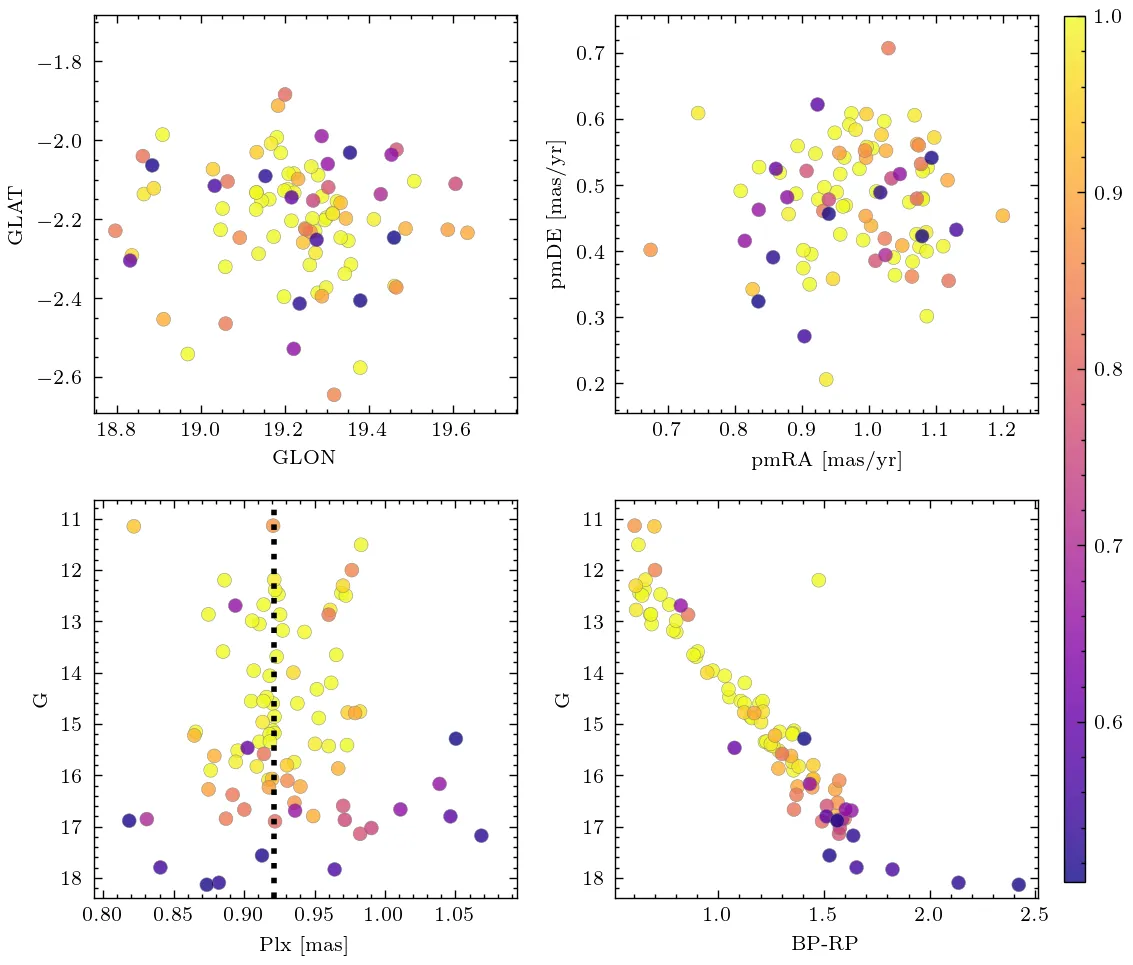 −1.8
−2.0
−2.2
−2.4
−2.6
GLAT
18.8 19.0 19.2 19.4 19.6
GLON
0.7
0.6
0.5
0.4
0.3
0.2
pmDE [mas/yr]
0.7 0.8 0.9 1.0 1.1 1.2
pmRA [mas/yr]
11
12
13
14
15
16
17
18
G
0.80 0.85 0.90 0.95 1.00 1.05
Plx [mas]
11
12
13
14
15
16
17
18
G
1.0 1.5 2.0 2.5
BP-RP
1.0
0.9
0.8
0.7
0.6